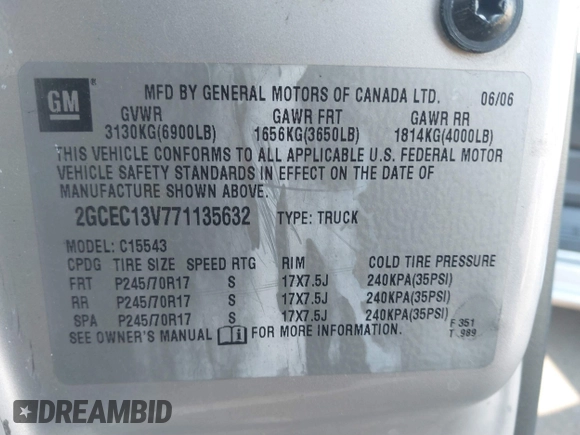 GM
MFD BY GENERAL MOTORS OF CANADA LTD. 06/06
GVWR GAWR FRT GAWR RR
3130KG(6900LB) 1656KG(3650LB) 1814KG(4000LB)
THIS VEHICLE CONFORMS TO ALL APPLICABLE U.S. FEDERAL MOTOR
VEHICLE SAFETY STANDARDS IN EFFECT ON THE DATE OF
MANUFACTURE SHOWN ABOVE.
2GCEC13V771135632 TYPE: TRUCK
MODEL: C15543
CPDG TIRE SIZE SPEED RTG RIM COLD TIRE PRESSURE
FRT P245/70R17 S 17X7.5J 240KPA(35PSI)
RR P245/70R17 S 17X7.5J 240KPA(35PSI)
SPA P245/70R17 S 17X7.5J 240KPA(35PSI)
SEE OWNER'S MANUAL FOR MORE INFORMATION.
F 351
T 989
DREAMBID